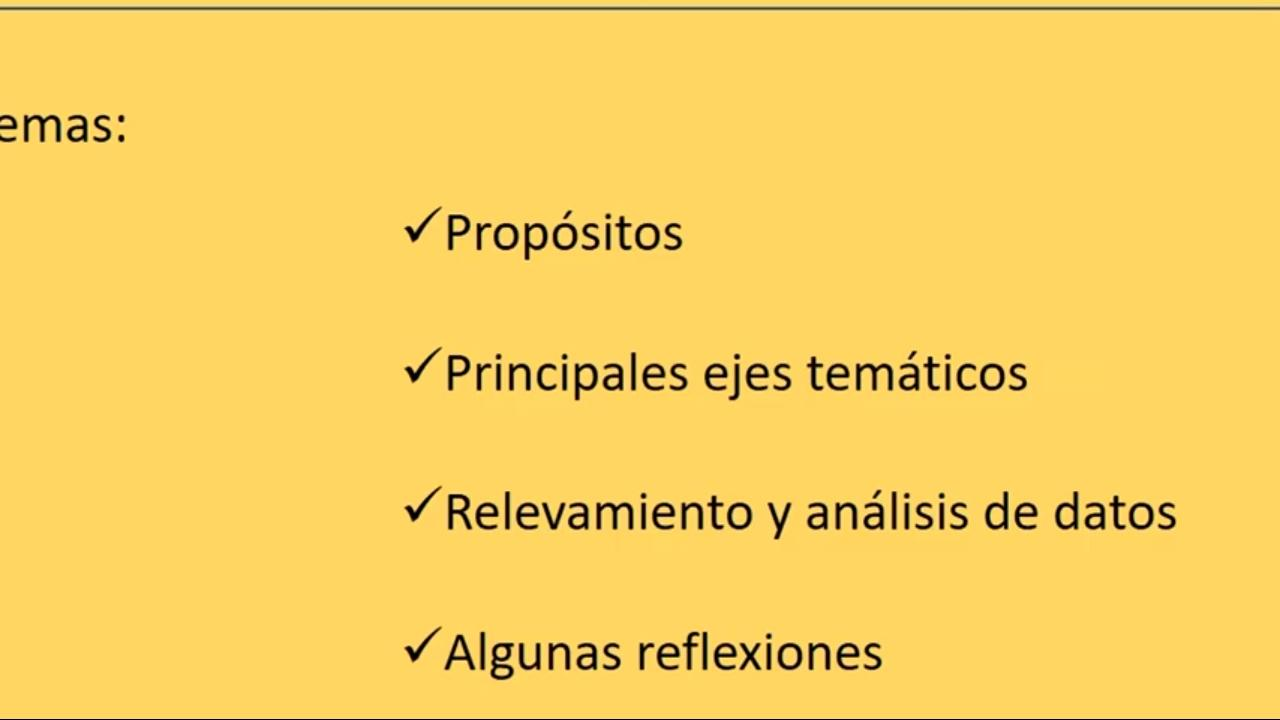 emas:
✓Propósitos
✓Principales ejes temáticos
✓Relevamiento y análisis de datos
✓Algunas reflexiones